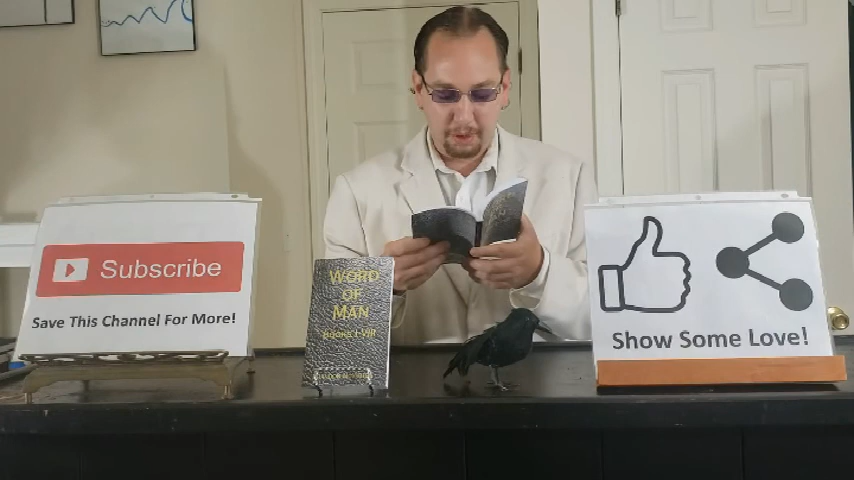 Subscribe
Save This Channel For More!
WORD
OF
MAN
Show Some Love!